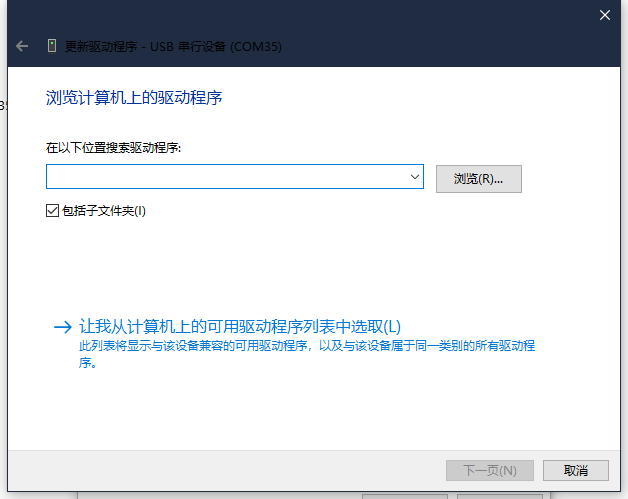 更新驱动程序 - USB 串行设备 (COM35)
浏览计算机上的驱动程序
在以下位置搜索驱动程序:
浏览(R)...
包括子文件夹(I)
让我从计算机上的可用驱动程序列表中选取(L)
此列表将显示与该设备兼容的可用驱动程序，以及与该设备属于同一类别的所有驱动程
序。
下一页(N)
取消